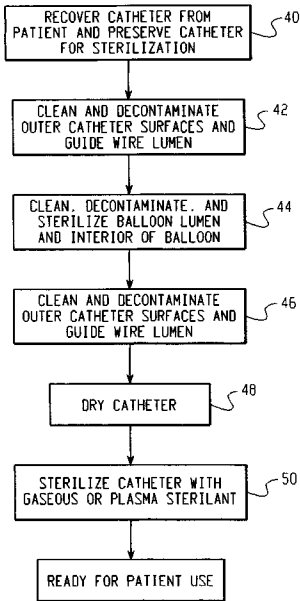 RECOVER CATHETER FROM
PATIENT AND PRESERVE CATHETER
FOR STERILIZATION
40
CLEAN AND DECONTAMINATE
OUTER CATHETER SURFACES AND
GUIDE WIRE LUMEN
42
CLEAN, DECONTAMINATE, AND
STERILIZE BALLOON LUMEN
AND INTERIOR OF BALLOON
44
CLEAN AND DECONTAMINATE
OUTER CATHETER SURFACES AND
GUIDE WIRE LUMEN
46
DRY CATHETER
48
STERILIZE CATHETER WITH
GASEOUS OR PLASMA STERILANT
50
READY FOR PATIENT USE